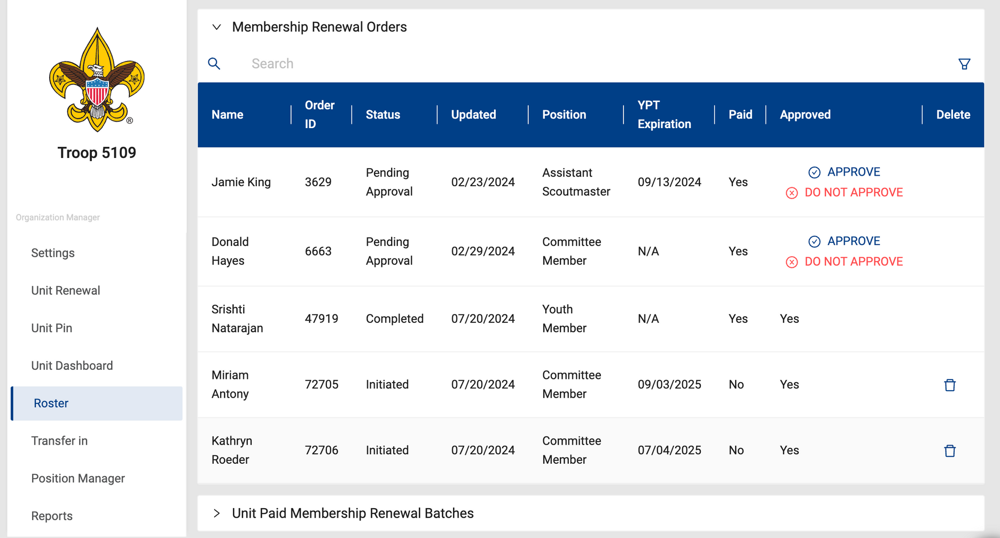 Troop 5109
Organization Manager
Settings
Unit Renewal
Unit Pin
Unit Dashboard
Roster
Transfer in
Position Manager
Reports
Membership Renewal Orders
Search
Name
Order
ID
Status
Updated
Position
YPT
Expiration
Paid
Approved
Delete
Jamie King
3629
Pending
Approval
02/23/2024
Assistant
Scoutmaster
09/13/2024
Yes
APPROVE
DO NOT APPROVE
Donald
Hayes
6663
Pending
Approval
02/29/2024
Committee
Member
N/A
Yes
APPROVE
DO NOT APPROVE
Srishti
Natarajan
47919
Completed
07/20/2024
Youth
Member
N/A
Yes
Yes
Miriam
Antony
72705
Initiated
07/20/2024
Committee
Member
09/03/2025
No
Yes
Kathryn
Roeder
72706
Initiated
07/20/2024
Committee
Member
07/04/2025
No
Yes
Unit Paid Membership Renewal Batches